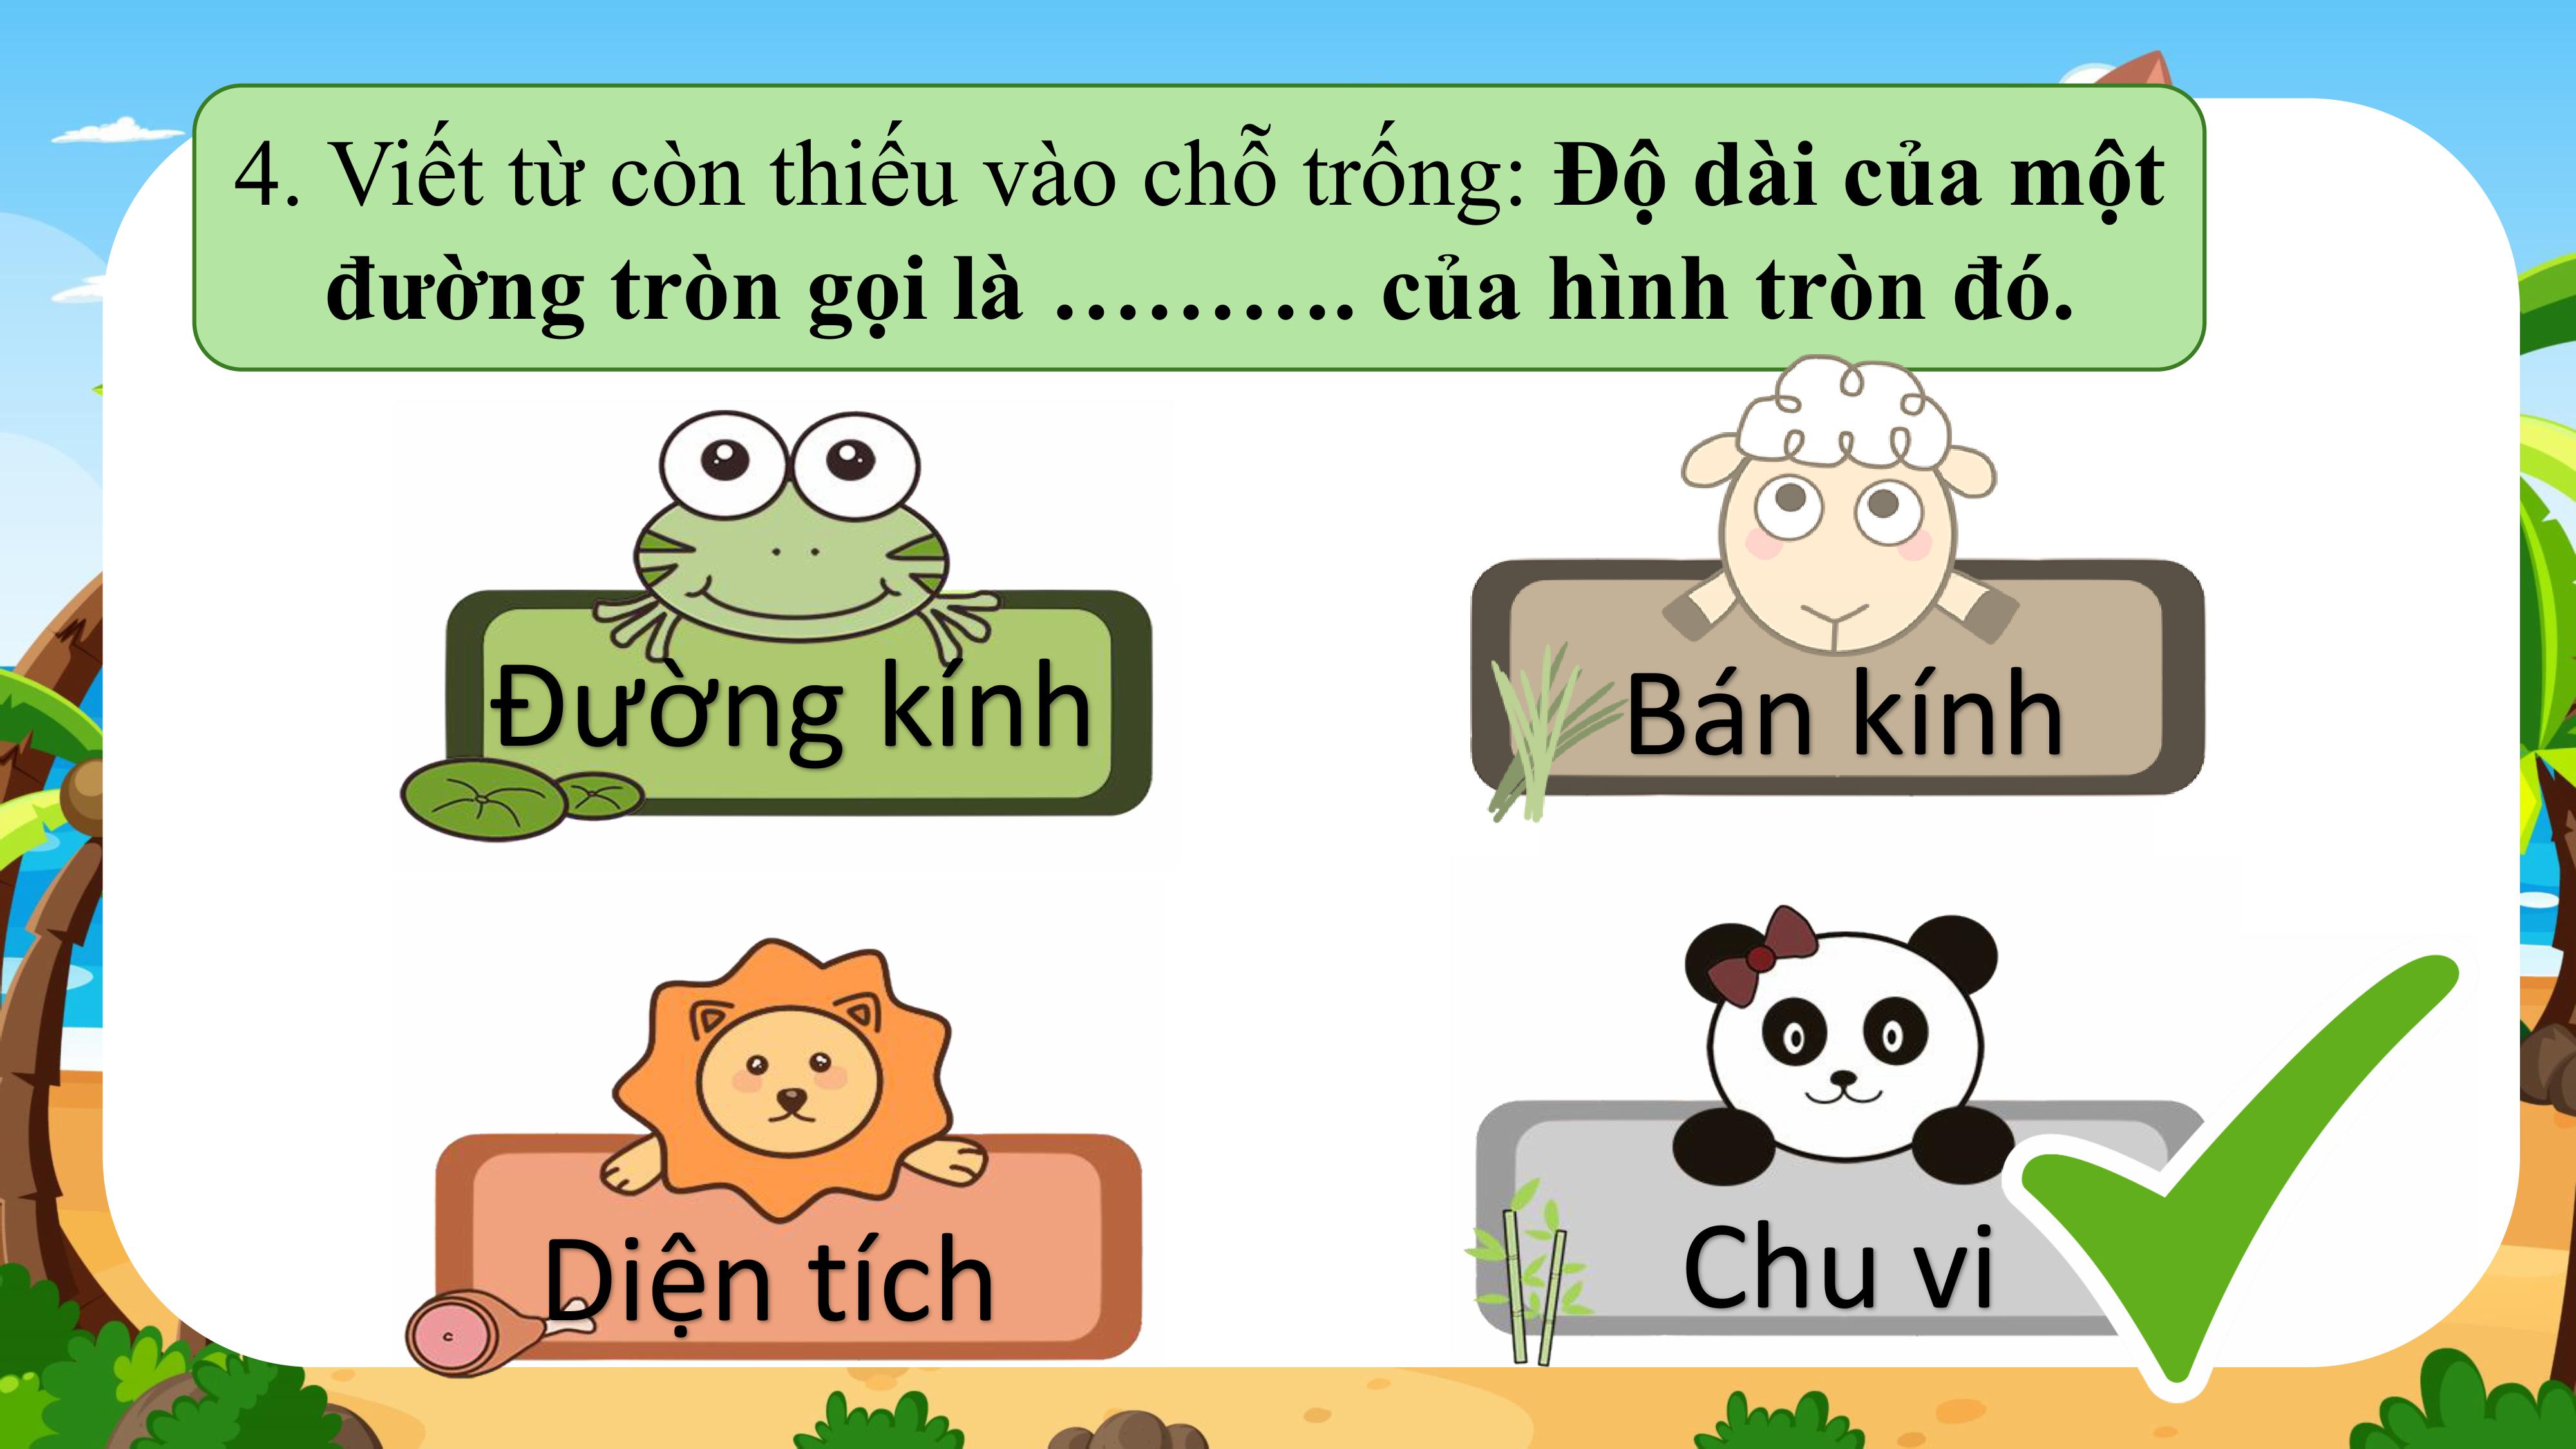 4. Viết từ còn thiếu vào chỗ trống: Độ dài của một
đường tròn gọi là ………. của hình tròn đó.
Đường kính
Bán kính
Diện tích
Chu vi